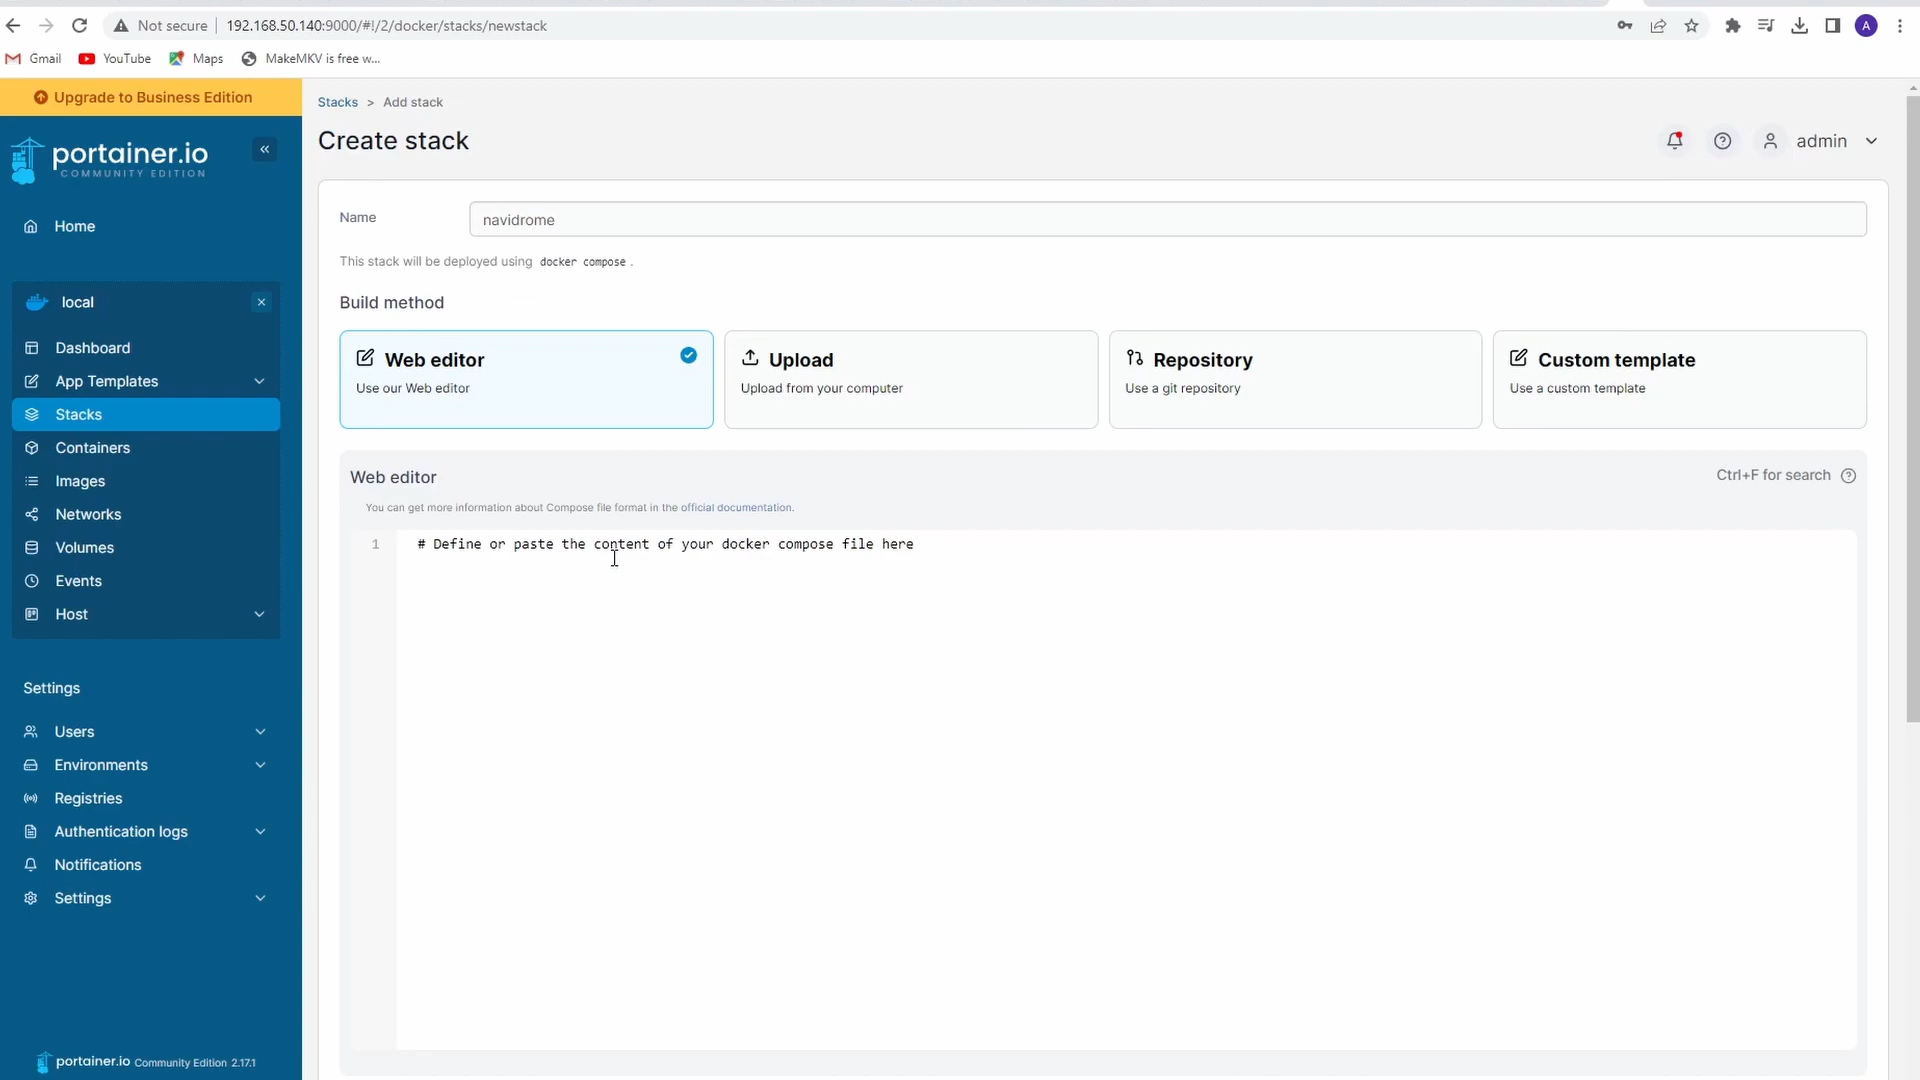 Not secure 192.168.50.140:9000/#!/2/docker/stacks/newstack A
Gmail YouTube Maps MakeMKV is free w...
Upgrade to Business Edition
portainer.io
COMMUNITY EDITION
Home
local
Dashboard
App Templates
Stacks
Containers
Images
Networks
Volumes
Events
Host
Settings
Users
Environments
Registries
Authentication logs
Notifications
Settings
portainer.io Community Edition 2.17.1
Stacks > Add stack
Create stack
admin
Name navidrome
This stack will be deployed using docker compose .
Build method
Web editor
Use our Web editor
Upload
Upload from your computer
Repository
Use a git repository
Custom template
Use a custom template
Web editor
Ctrl+F for search
You can get more information about Compose file format in the official documentation.
1 # Define or paste the content of your docker compose file here